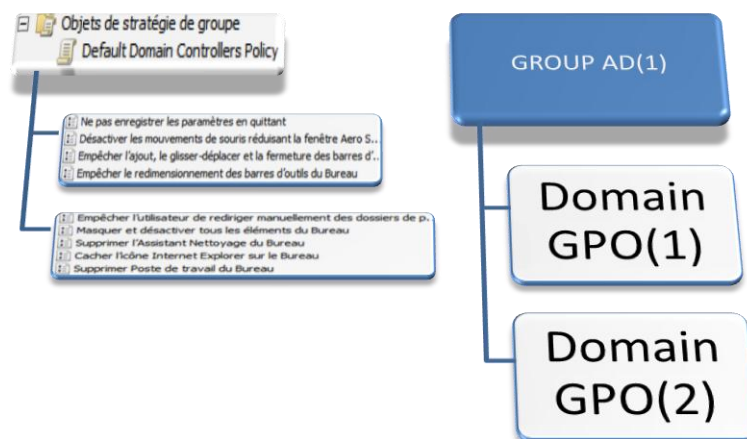 Objets de stratégie de groupe
Default Domain Controllers Policy
Ne pas enregistrer les paramètres en quittant
Désactiver les mouvements de souris réduisant la fenêtre Aero S...
Empêcher l'ajout, le glisser-déplacer et la fermeture des barres d'..
Empêcher le redimensionnement des barres d'outils du Bureau
Empêcher l'utilisateur de rediriger manuellement des dossiers de p.
Masquer et désactiver tous les éléments du Bureau
Supprimer l'Assistant Nettoyage du Bureau
Cacher l'icône Internet Explorer sur le Bureau
Supprimer Poste de travail du Bureau
GROUP AD(1)
Domain
GPO(1)
Domain
GPO(2)